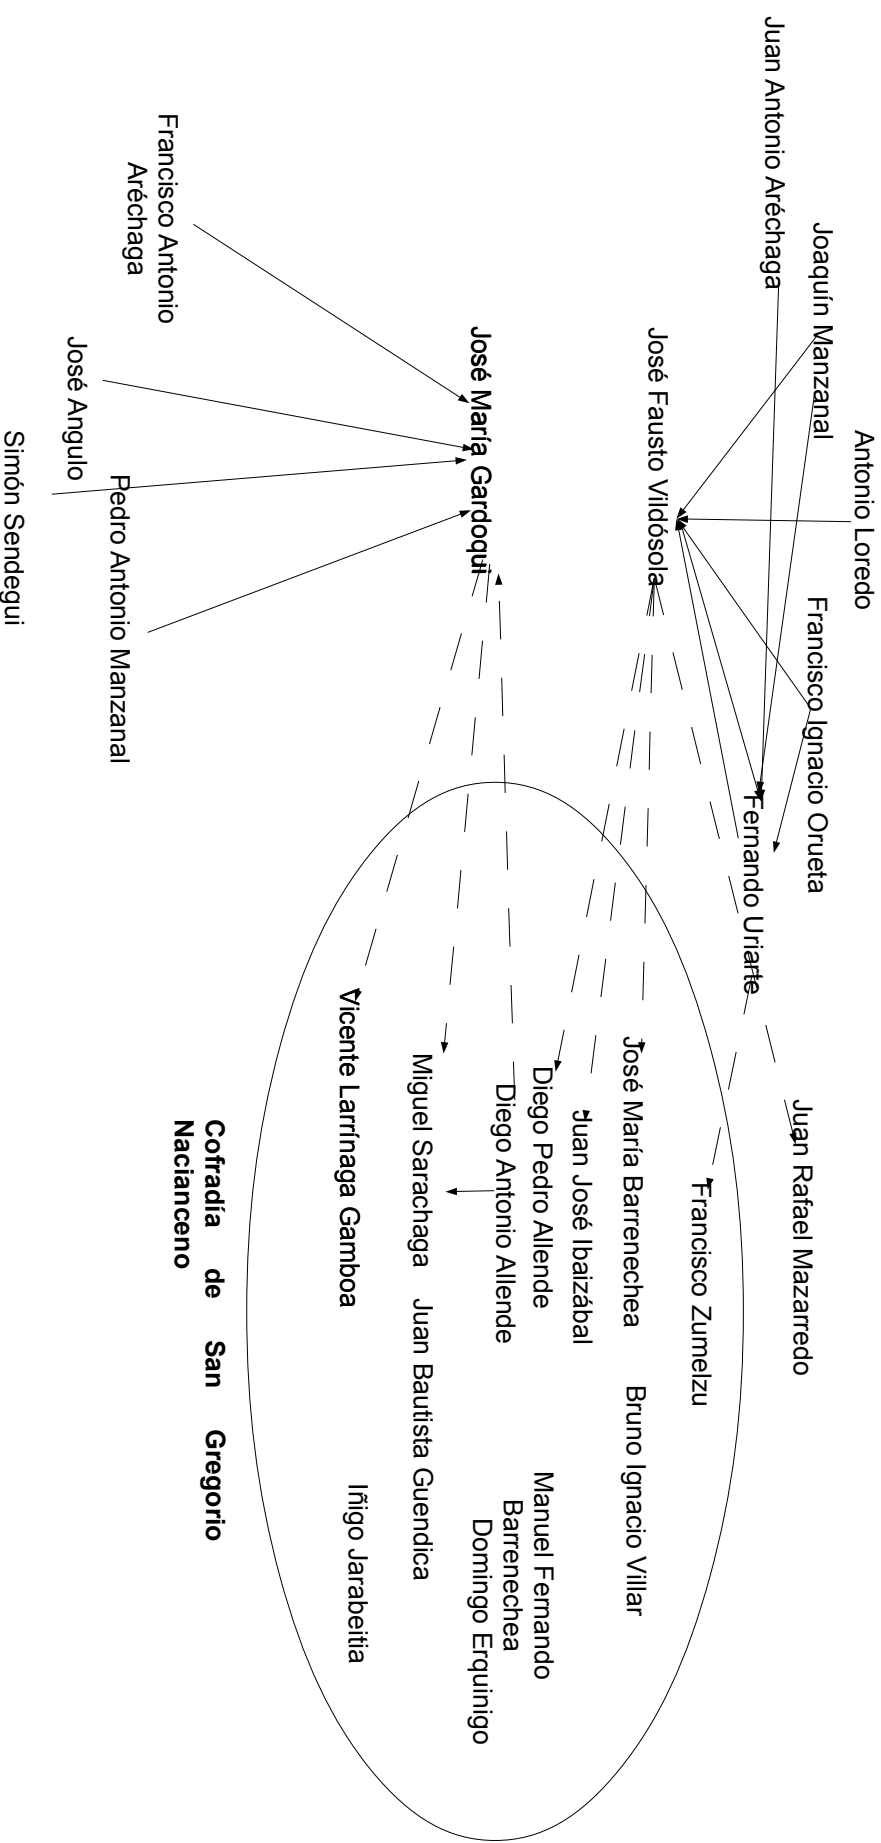 Antonio Loredo
Joaquín Manzanal
Francisco Ignacio Orueta
Juan Antonio Aréchaga
Juan Rafael Mazarredo
Fernando Uriarte
Francisco Zumelzu
José Fausto Vildósola
José María Barrenechea
Bruno Ignacio Villar
Juan José Ibaizábal
Diego Pedro Allende
Manuel Fernando
Barrenechea
Diego Antonio Allende
Domingo Erquinigo
José María Gardoqui
Miguel Sarachaga
Juan Bautista Guendica
Vicente Larrínaga Gamboa
Iñigo Jarabeitia
Cofradía de San Gregorio
Nacianceno
Francisco Antonio
Aréchaga
Pedro Antonio Manzanal
José Angulo
Simón Sendegui